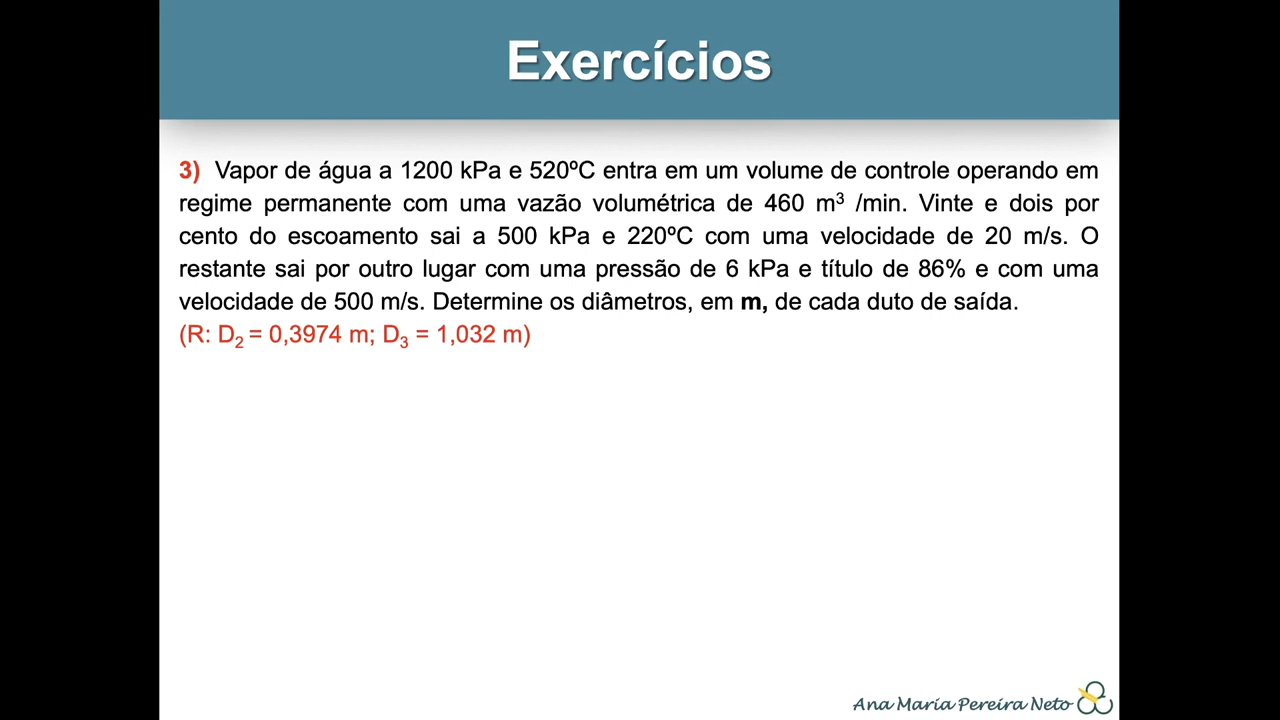 Exercícios
3) Vapor de água a 1200 kPa e 520ºC entra em um volume de controle operando em
regime permanente com uma vazão volumétrica de 460 m³ /min. Vinte e dois por
cento do escoamento sai a 500 kPa e 220ºC com uma velocidade de 20 m/s. O
restante sai por outro lugar com uma pressão de 6 kPa e título de 86% e com uma
velocidade de 500 m/s. Determine os diâmetros, em m, de cada duto de saída.
(R: D₂ = 0,3974 m; D₃ = 1,032 m)
Ana Maria Pereira Neto